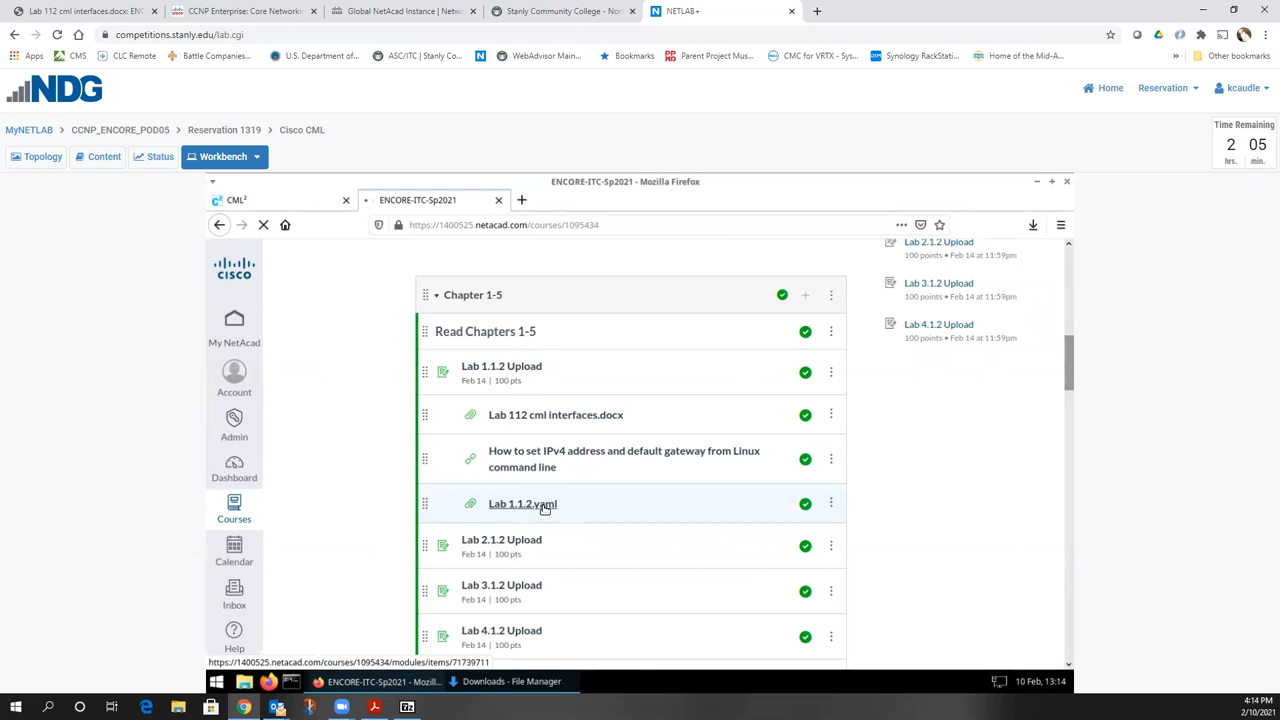 Lab 112 cml interfaces.docx: ENC
CCNP Enterprise: Core Networkin
Global NetAcad Instance | Netwo
Stanly Community College - North
NETLAB+
competitions.stanly.edu/lab.cgi
Apps
CMS
CLC Remote
Battle Companies...
U.S. Department of...
ASC/ITC | Stanly Co...
WebAdvisor Main...
Bookmarks
Parent Project Mus...
CMC for VRTX - Sys...
Synology RackStati...
Home of the Mid-A...
»
Other bookmarks
NDG
Home
Reservation
kcaudle
MyNETLAB > CCNP_ENCORE_POD05 > Reservation 1319 > Cisco CML
Time Remaining
2 05
hrs. min.
Topology
Content
Status
Workbench
ENCORE-ITC-Sp2021 - Mozilla Firefox
CML²
ENCORE-ITC-Sp2021
https://1400525.netacad.com/courses/1095434
CISCO
My NetAcad
Account
Admin
Dashboard
Courses
Calendar
Inbox
Help
Chapter 1-5
Read Chapters 1-5
Lab 1.1.2 Upload
Feb 14 | 100 pts
Lab 112 cml interfaces.docx
How to set IPv4 address and default gateway from Linux
command line
Lab 1.1.2.yaml
Lab 2.1.2 Upload
Feb 14 | 100 pts
Lab 3.1.2 Upload
Feb 14 | 100 pts
Lab 4.1.2 Upload
Feb 14 | 100 pts
Lab 2.1.2 Upload
100 points • Feb 14 at 11:59pm
Lab 3.1.2 Upload
100 points • Feb 14 at 11:59pm
Lab 4.1.2 Upload
100 points • Feb 14 at 11:59pm
https://1400525.netacad.com/courses/1095434/modules/items/71739711
ENCORE-ITC-Sp2021 - Mozill...
Downloads - File Manager
10 Feb, 13:14
4:14 PM
2/10/2021